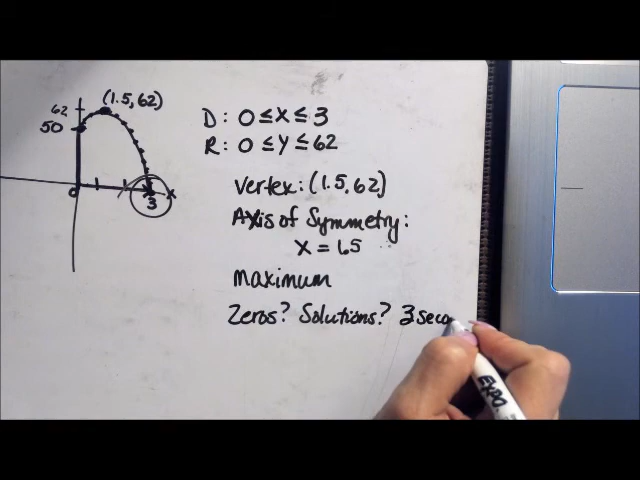 62 (1.5, 62)
50
0
3
X
D: 0 ≤ X ≤ 3
R: 0 ≤ Y ≤ 62
Vertex: (1.5, 62)
Axis of Symmetry:
X = 1.5
Maximum
Zeros? Solutions? 3 seco
EXPO